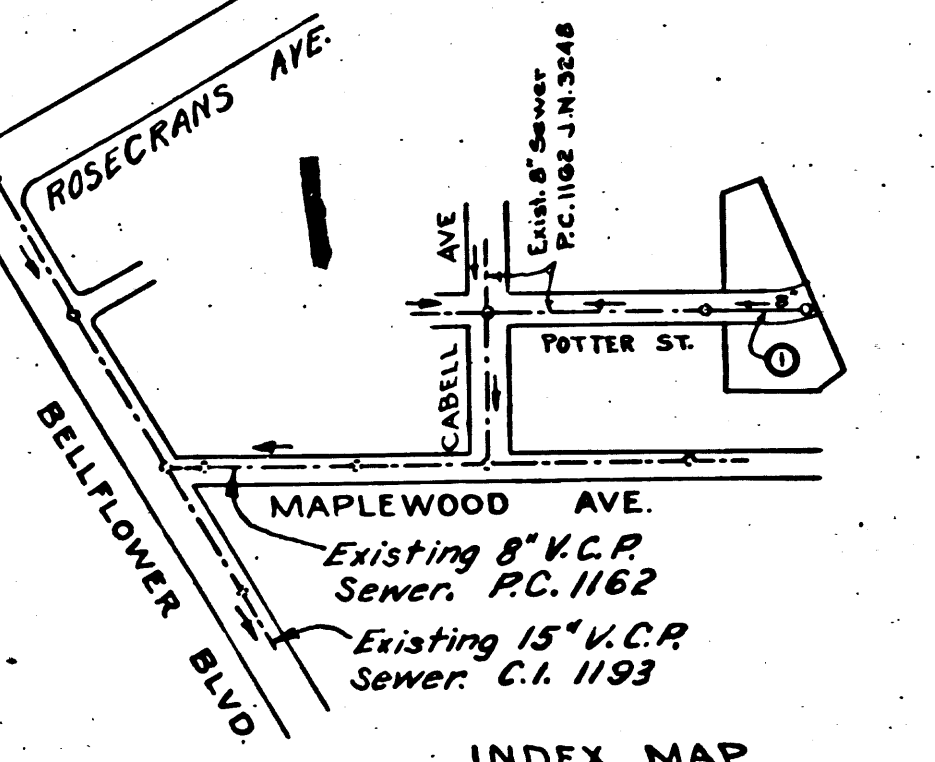 ROSECRANS AVE.
Exist. 8" Sewer
P.C. 1162 J.N. 3248
CABELL AVE
8"
POTTER ST.
1
BELLFLOWER BLVD.
MAPLEWOOD AVE.
Existing 8" V.C.P.
Sewer. P.C. 1162
Existing 15" V.C.P.
Sewer. C.I. 1193
INDEX MAP